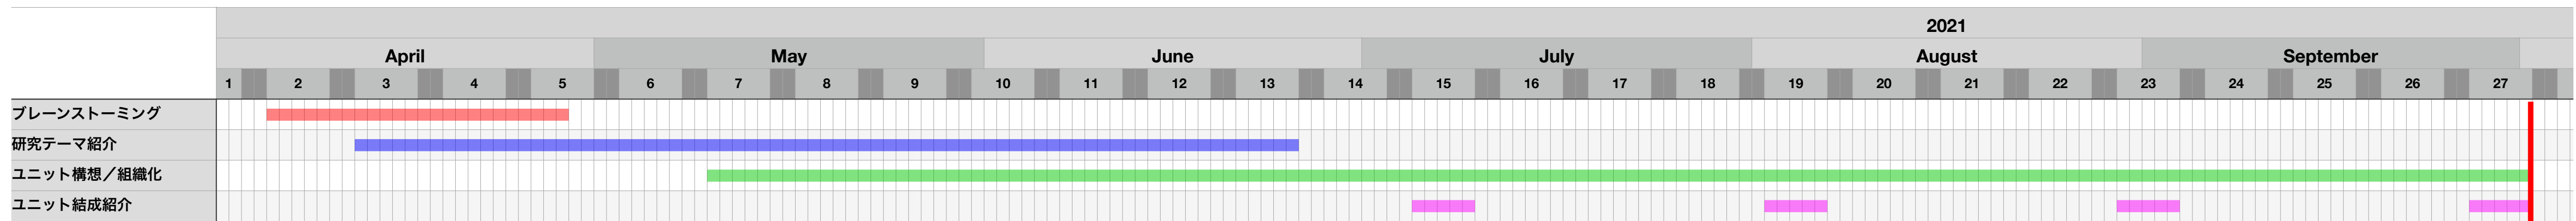 2021
April May June July August September
1 2 3 4 5 6 7 8 9 10 11 12 13 14 15 16 17 18 19 20 21 22 23 24 25 26 27
ブレーンストーミング
研究テーマ紹介
ユニット構想／組織化
ユニット結成紹介